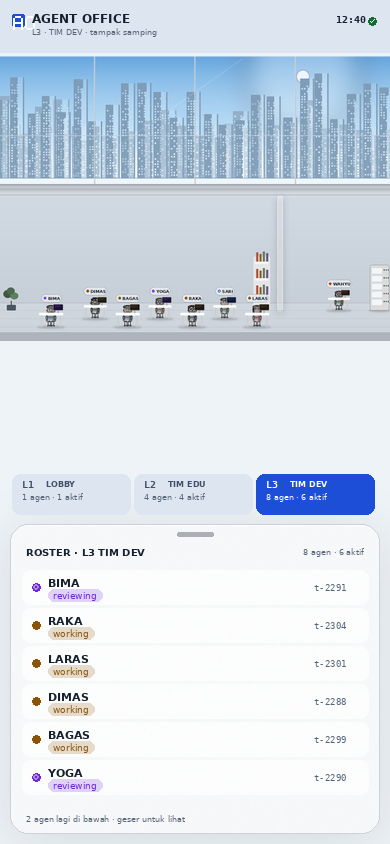 AGENT OFFICE
L3 · TIM DEV · tampak samping
12:40
BIMA
DIMAS
BAGAS
YOGA
RAKA
SARI
LARAS
WAHYU
L1 LOBBY
1 agen · 1 aktif
L2 TIM EDU
4 agen · 4 aktif
L3 TIM DEV
8 agen · 6 aktif
ROSTER · L3 TIM DEV
8 agen · 6 aktif
BIMA
reviewing
t-2291
RAKA
working
t-2304
LARAS
working
t-2301
DIMAS
working
t-2288
BAGAS
working
t-2299
YOGA
reviewing
t-2290
2 agen lagi di bawah · geser untuk lihat